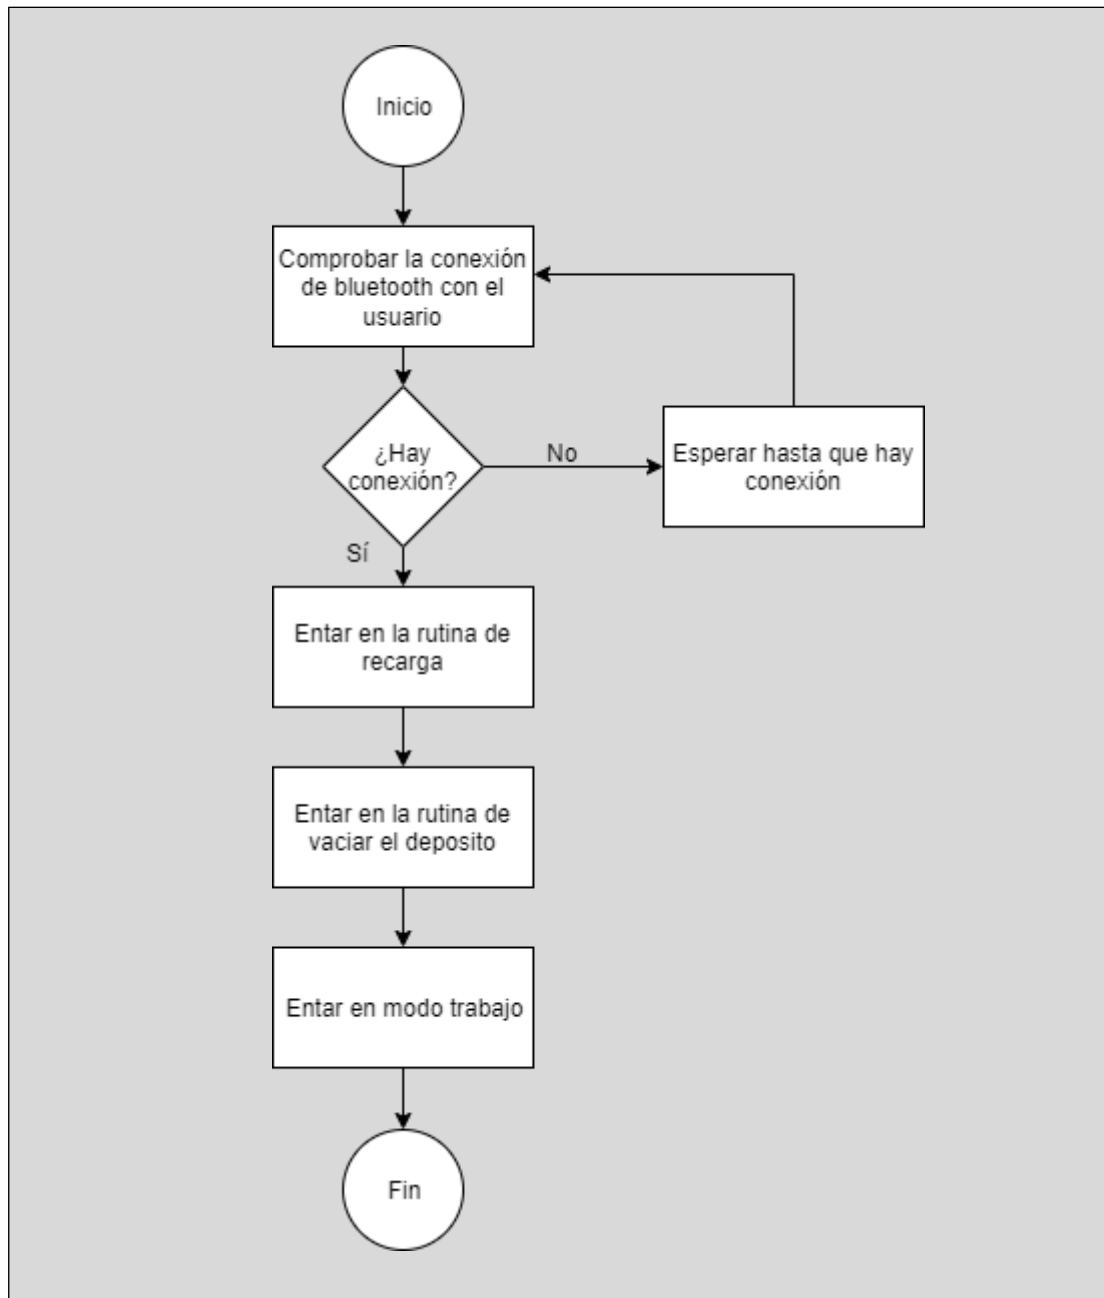 Inicio
Comprobar la conexión
de bluetooth con el
usuario
¿Hay
conexión?
No
Esperar hasta que hay
conexión
Sí
Entar en la rutina de
recarga
Entar en la rutina de
vaciar el deposito
Entar en modo trabajo
Fin